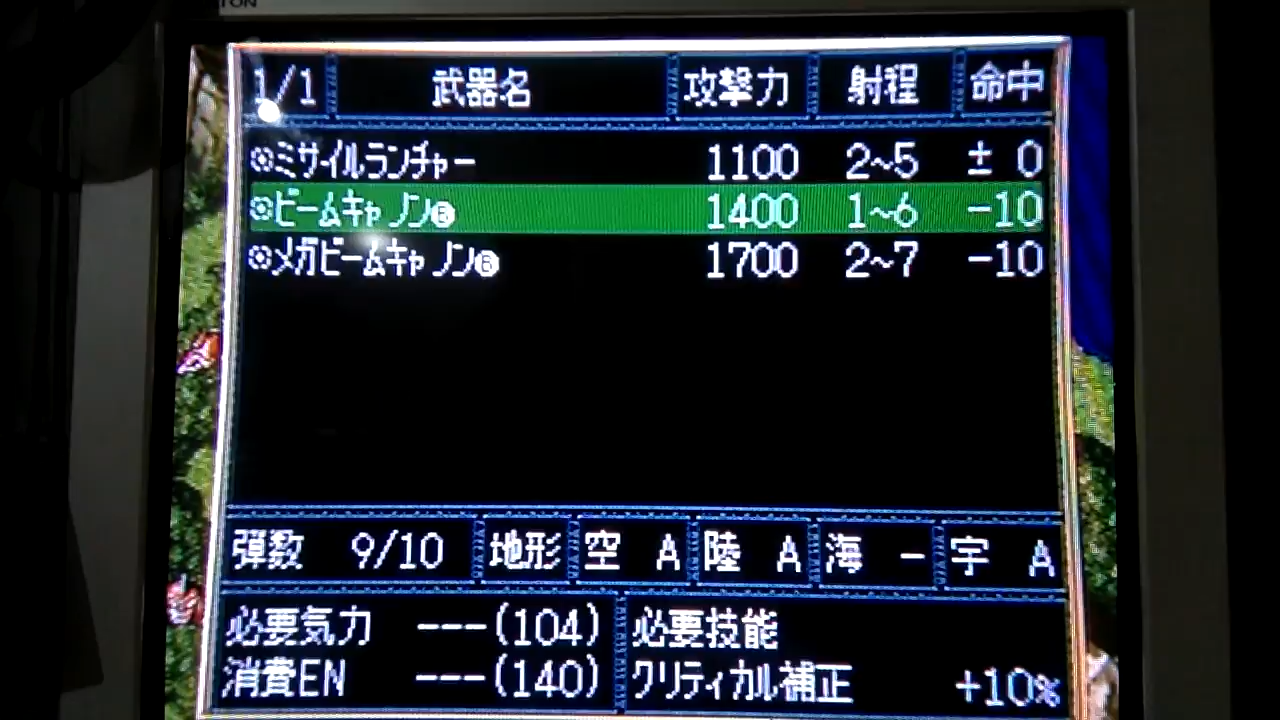 TON
1/1 武器名 攻撃力 射程 命中
◎ミサイルランチャー 1100 2~5 ± 0
◎ビームキャノンⒷ 1400 1~6 -10
◎メガビームキャノンⒷ 1700 2~7 -10
弾数 9/10 地形 空 A 陸 A 海 - 宇 A
必要気力 ---(104) 必要技能
消費EN ---(140) クリティカル補正 +10%